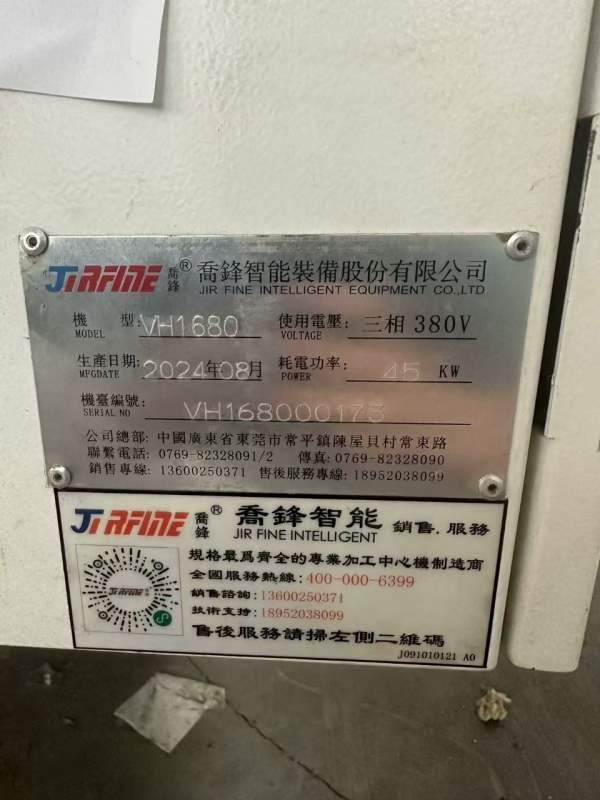 JIRFINE 喬鋒 ® 喬鋒智能裝備股份有限公司
JIR FINE INTELLIGENT EQUIPMENT CO.,LTD
機 型: VH1680 使用電壓: 三相 380V
MODEL VOLTAGE
生產日期: 2024年08月 耗電功率: 45 KW
MFGDATE POWER
機臺編號: VH168000173
SERIAL NO
公司總部: 中國廣東省東莞市常平鎮陳屋貝村常東路
聯繫電話: 0769-82328091/2 傳真: 0769-82328090
銷售專線: 13600250371 售後服務專線: 18952038099
JIRFINE 喬鋒 ® 喬鋒智能 銷售.服務
JIR FINE INTELLIGENT
規格最爲齊全的專業加工中心機制造商
全國服務熱線: 400-000-6399
銷售諮詢: 13600250371
技術支持: 18952038099
JIRFINE
售後服務請掃左側二維碼
J091010121 A0